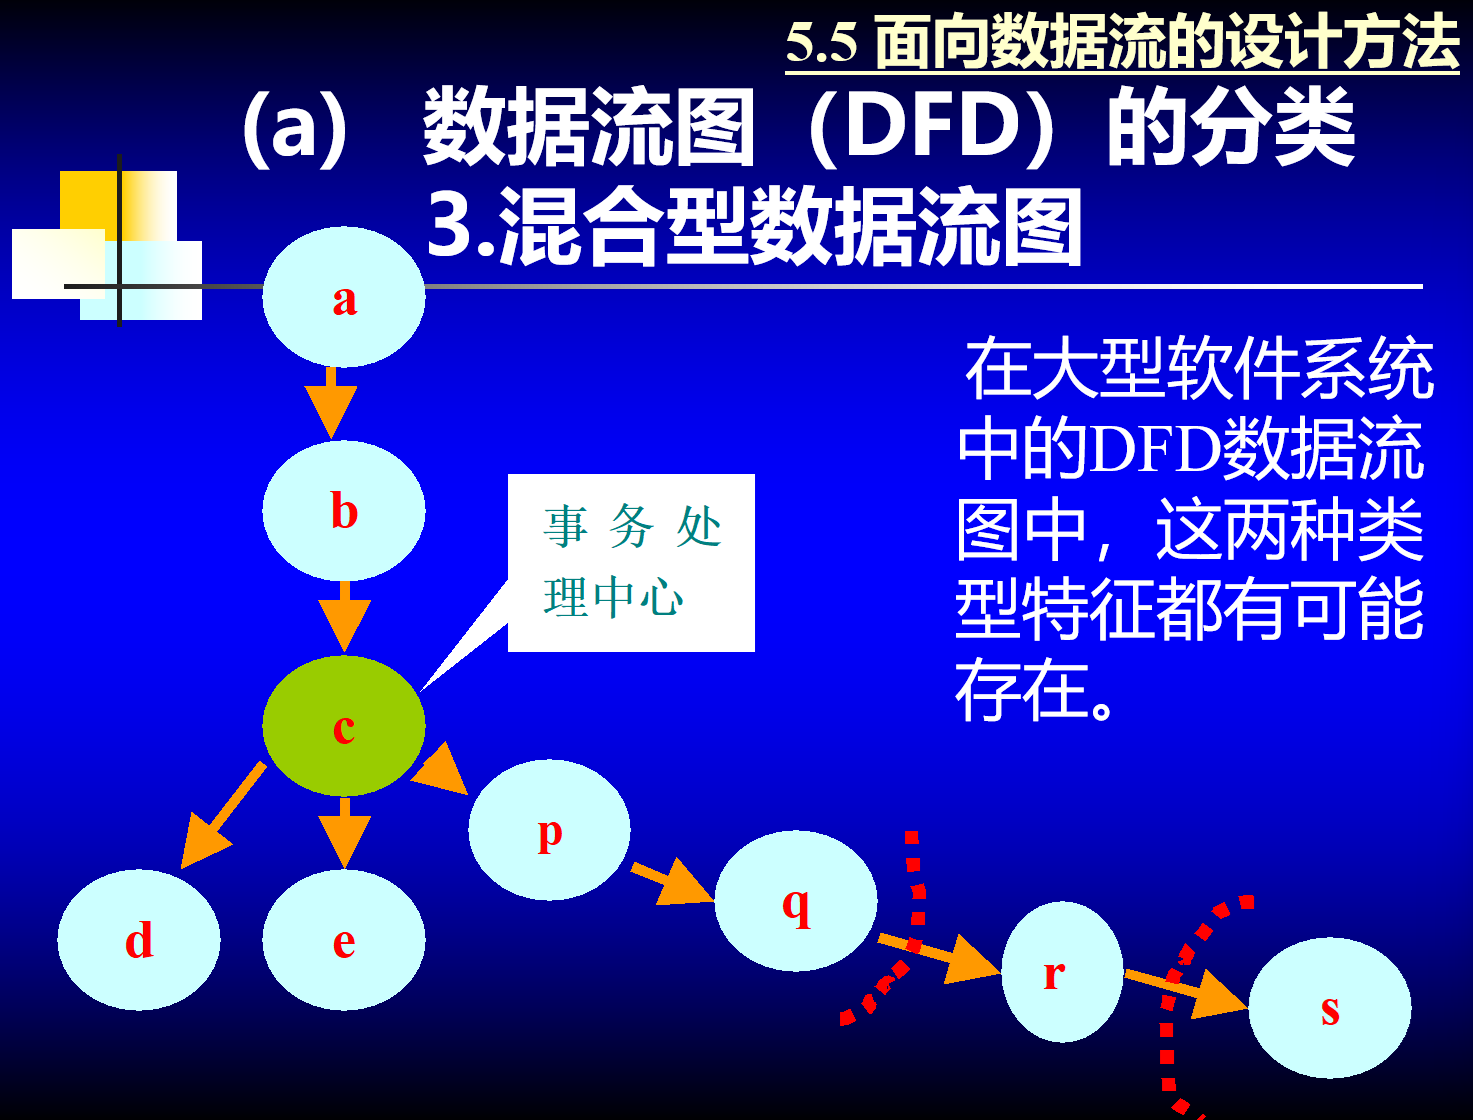 5.5 面向数据流的设计方法
(a) 数据流图（DFD）的分类
3.混合型数据流图
a
在大型软件系统
中的DFD数据流
图中，这两种类
型特征都有可能
存在。
b
事 务 处
理中心
c
p
q
d
e
r
s